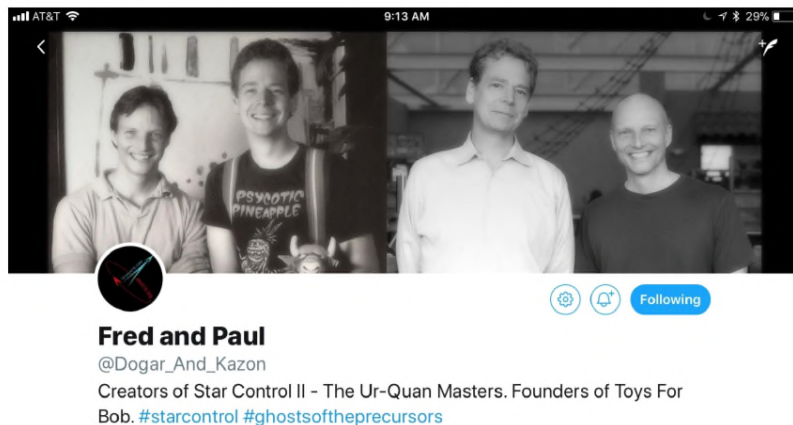 AT&T 9:13 AM 29%
PSYCOTIC
PINEAPPLE
Following
Fred and Paul
@Dogar_And_Kazon
Creators of Star Control II - The Ur-Quan Masters. Founders of Toys For
Bob. #starcontrol #ghostsoftheprecursors